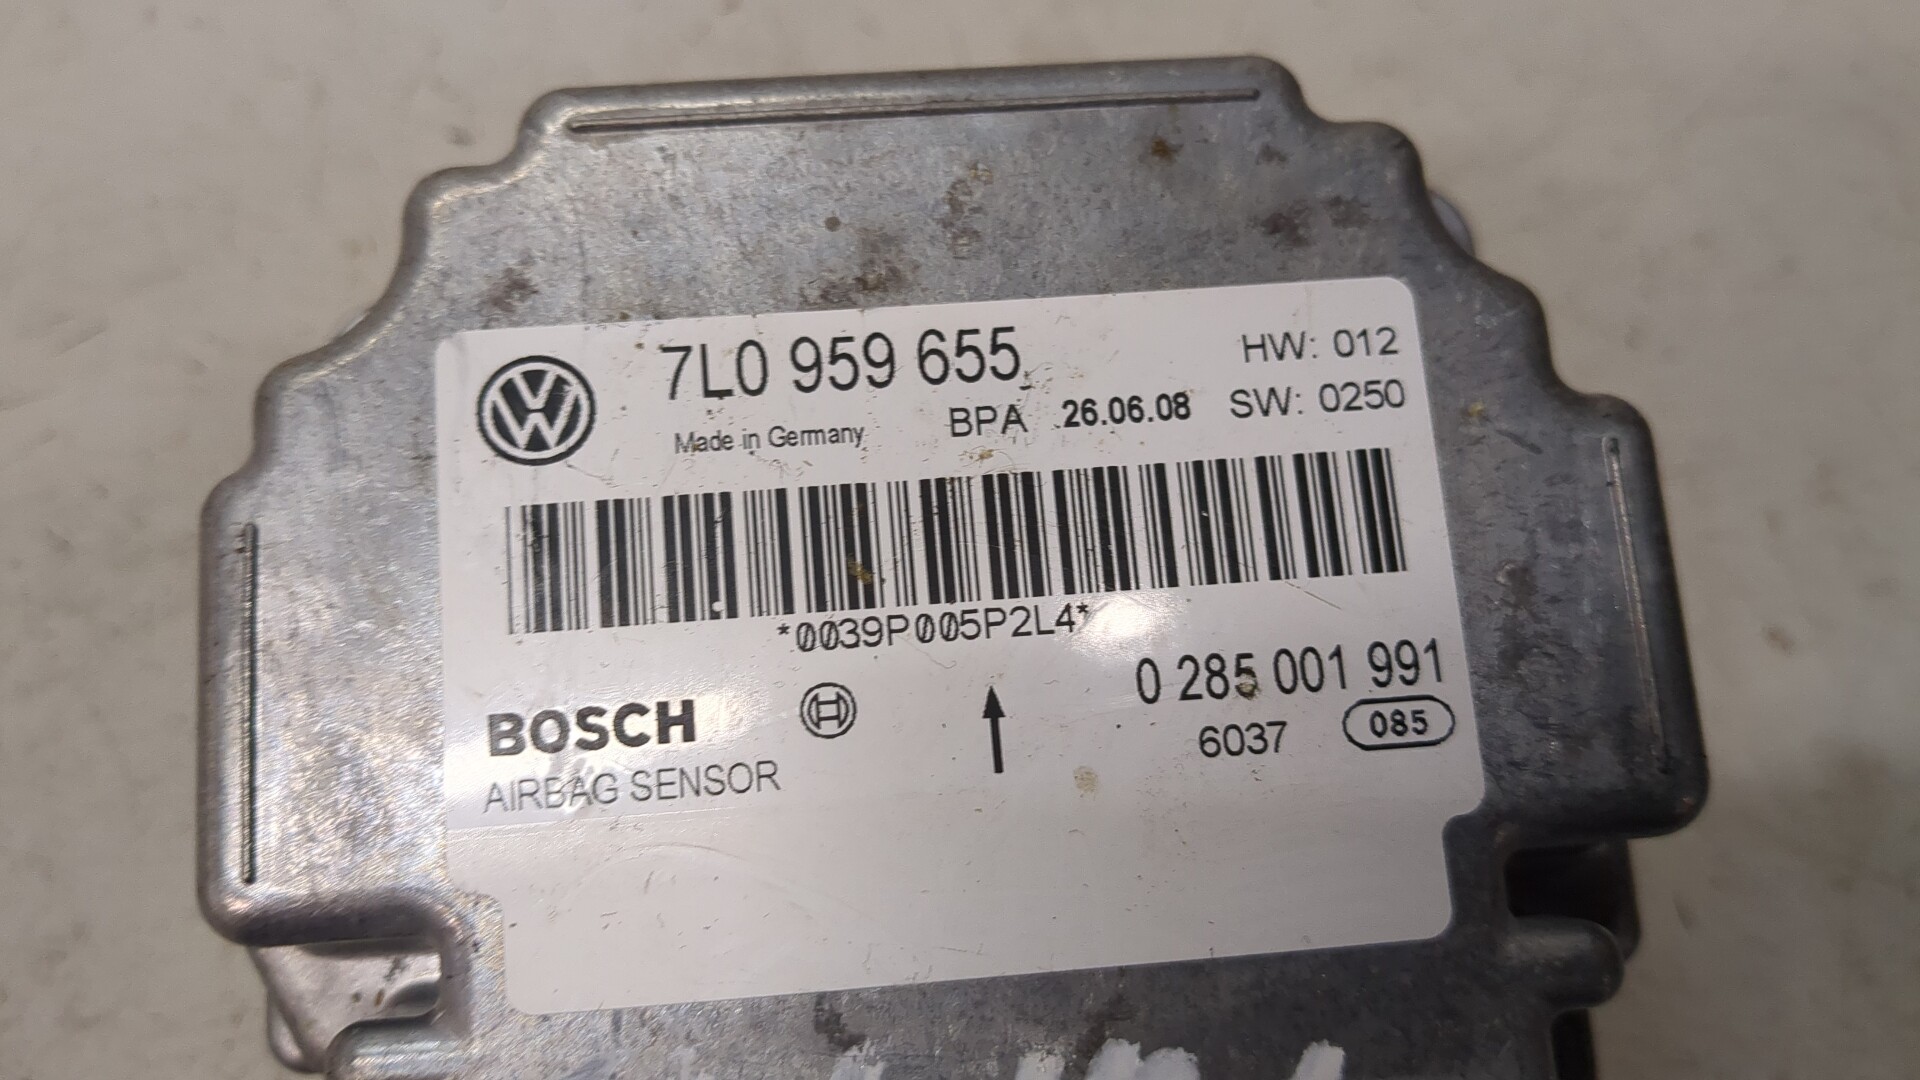 7L0 959 655
HW: 012
Made in Germany
BPA 26.06.08
SW: 0250
*0039P005P2L4*
BOSCH
0 285 001 991
AIRBAG SENSOR
6037
085